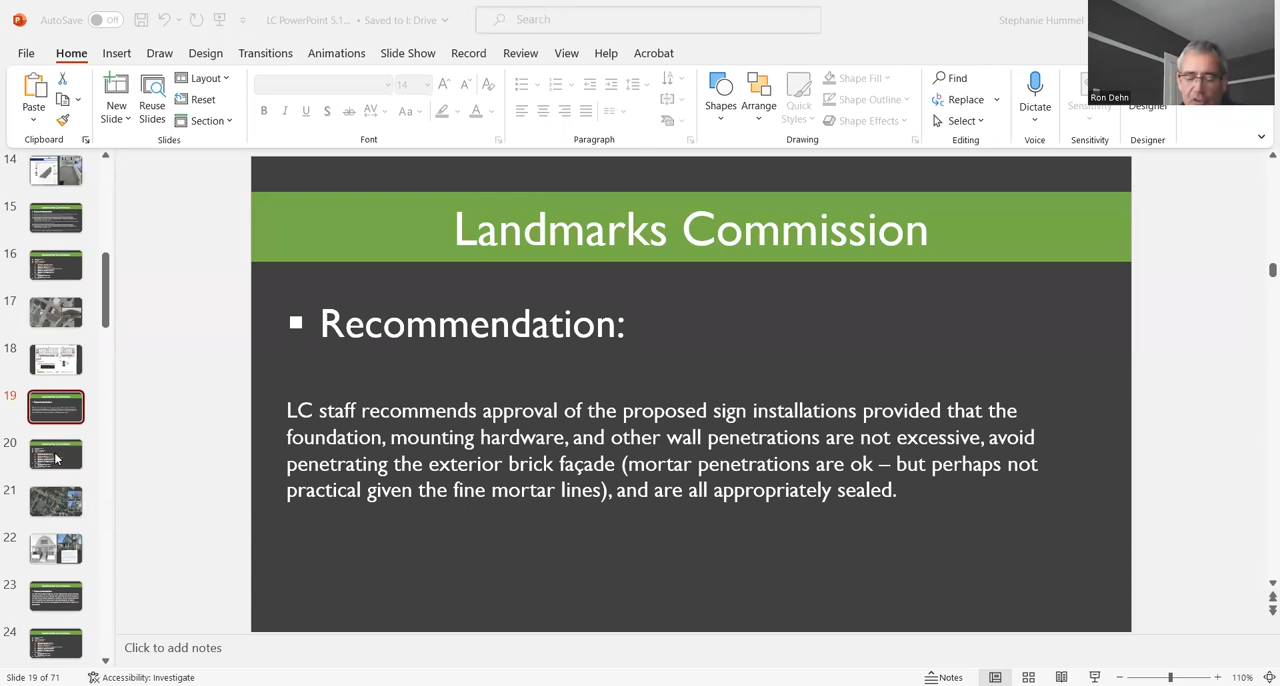 AutoSave Off
LC PowerPoint 5.1... • Saved to I: Drive
Search
Stephanie Hummel
File Home Insert Draw Design Transitions Animations Slide Show Record Review View Help Acrobat
Paste
Clipboard
New Slide
Reuse Slides
Layout
Reset
Section
Slides
14
B I U S ab AV Aa A
Font
Paragraph
Shapes
Arrange
Quick Styles
Shape Fill
Shape Outline
Shape Effects
Drawing
Find
Replace
Select
Editing
Dictate
Voice
Sensitivity
Sensitivity
Designer
Designer
Ron Dehn
14
15
16
17
18
19
20
21
22
23
24
Landmarks Commission
▪ Recommendation:
LC staff recommends approval of the proposed sign installations provided that the
foundation, mounting hardware, and other wall penetrations are not excessive, avoid
penetrating the exterior brick façade (mortar penetrations are ok – but perhaps not
practical given the fine mortar lines), and are all appropriately sealed.
Click to add notes
Slide 19 of 71
Accessibility: Investigate
Notes
110%